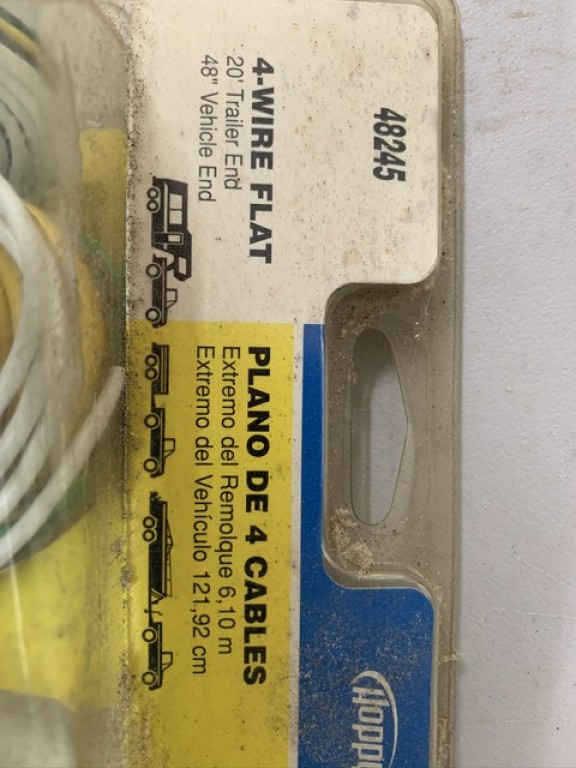 48245
4-WIRE FLAT
20' Trailer End
48" Vehicle End
PLANO DE 4 CABLES
Extremo del Remolque 6,10 m
Extremo del Vehículo 121,92 cm